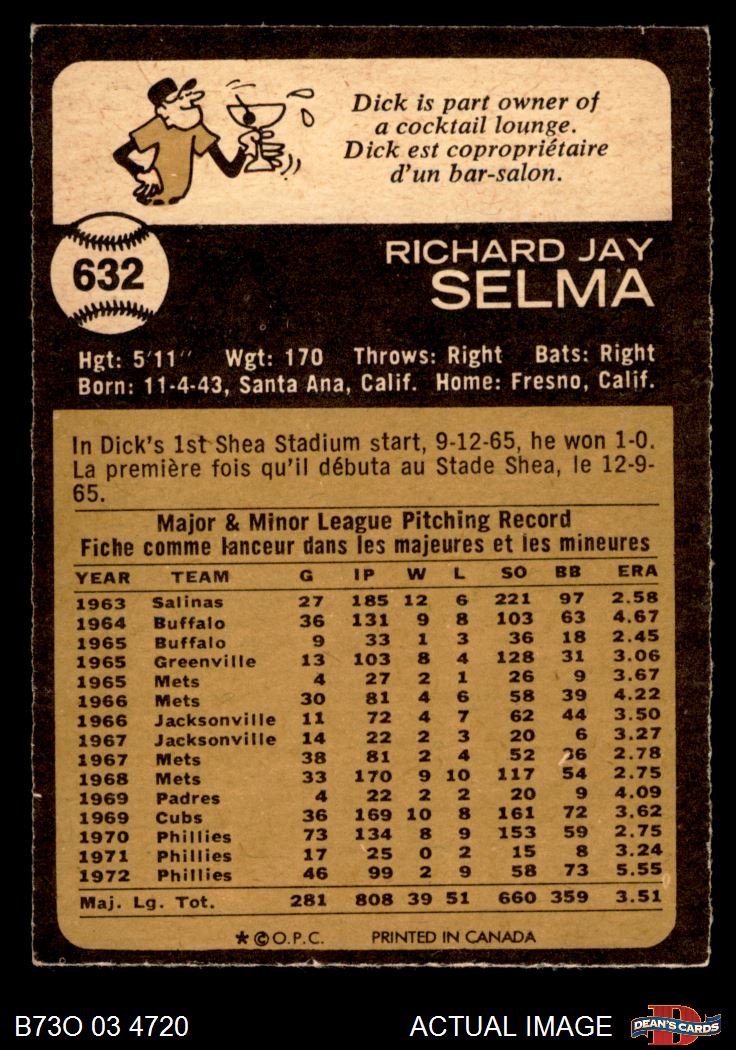 Dick is part owner of
a cocktail lounge.
Dick est copropriétaire
d'un bar-salon.
632
RICHARD JAY
SELMA
Hgt: 5'11" Wgt: 170 Throws: Right Bats: Right
Born: 11-4-43, Santa Ana, Calif. Home: Fresno, Calif.
In Dick's 1st Shea Stadium start, 9-12-65, he won 1-0.
La première fois qu'il débuta au Stade Shea, le 12-9-
65.
Major & Minor League Pitching Record
Fiche comme lanceur dans les majeures et les mineures
YEAR TEAM G IP W L SO BB ERA
1963 Salinas 27 185 12 6 221 97 2.58
1964 Buffalo 36 131 9 8 103 63 4.67
1965 Buffalo 9 33 1 3 36 18 2.45
1965 Greenville 13 103 8 4 128 31 3.06
1965 Mets 4 27 2 1 26 9 3.67
1966 Mets 30 81 4 6 58 39 4.22
1966 Jacksonville 11 72 4 7 62 44 3.50
1967 Jacksonville 14 22 2 3 20 6 3.27
1967 Mets 38 81 2 4 52 36 2.78
1968 Mets 33 170 9 10 117 54 2.75
1969 Padres 4 22 2 2 20 9 4.09
1969 Cubs 36 169 10 8 161 72 3.62
1970 Phillies 73 134 8 9 153 59 2.75
1971 Phillies 17 25 0 2 15 8 3.24
1972 Phillies 46 99 2 9 58 73 5.55
Maj. Lg. Tot. 281 808 39 51 660 359 3.51
★ © O.P.C. PRINTED IN CANADA
B73O 03 4720 ACTUAL IMAGE
D
DEAN'S CARDS